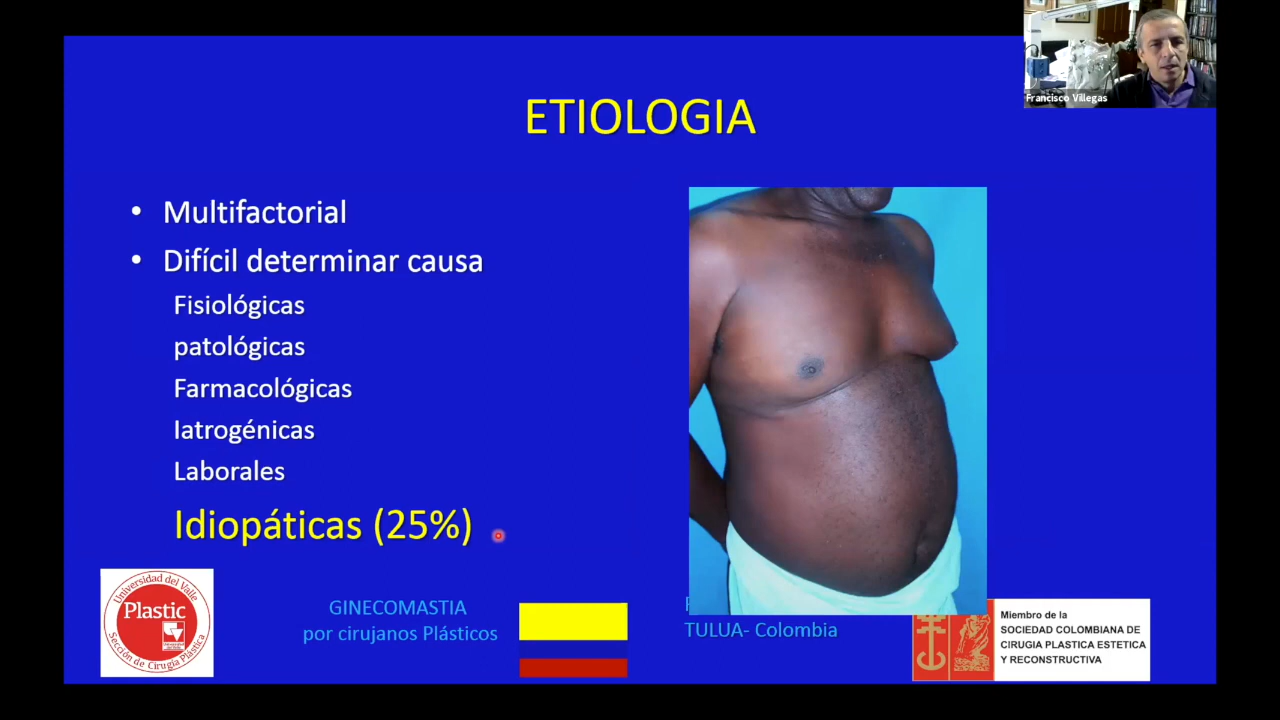 Francisco Villegas
ETIOLOGIA
• Multifactorial
• Difícil determinar causa
Fisiológicas
patológicas
Farmacológicas
Iatrogénicas
Laborales
Idiopáticas (25%)
Universidad del Valle
Plastic
Sección de Cirugía Plástica
GINECOMASTIA
por cirujanos Plásticos
TULUA- Colombia
Miembro de la
SOCIEDAD COLOMBIANA DE
CIRUGIA PLASTICA ESTETICA
Y RECONSTRUCTIVA